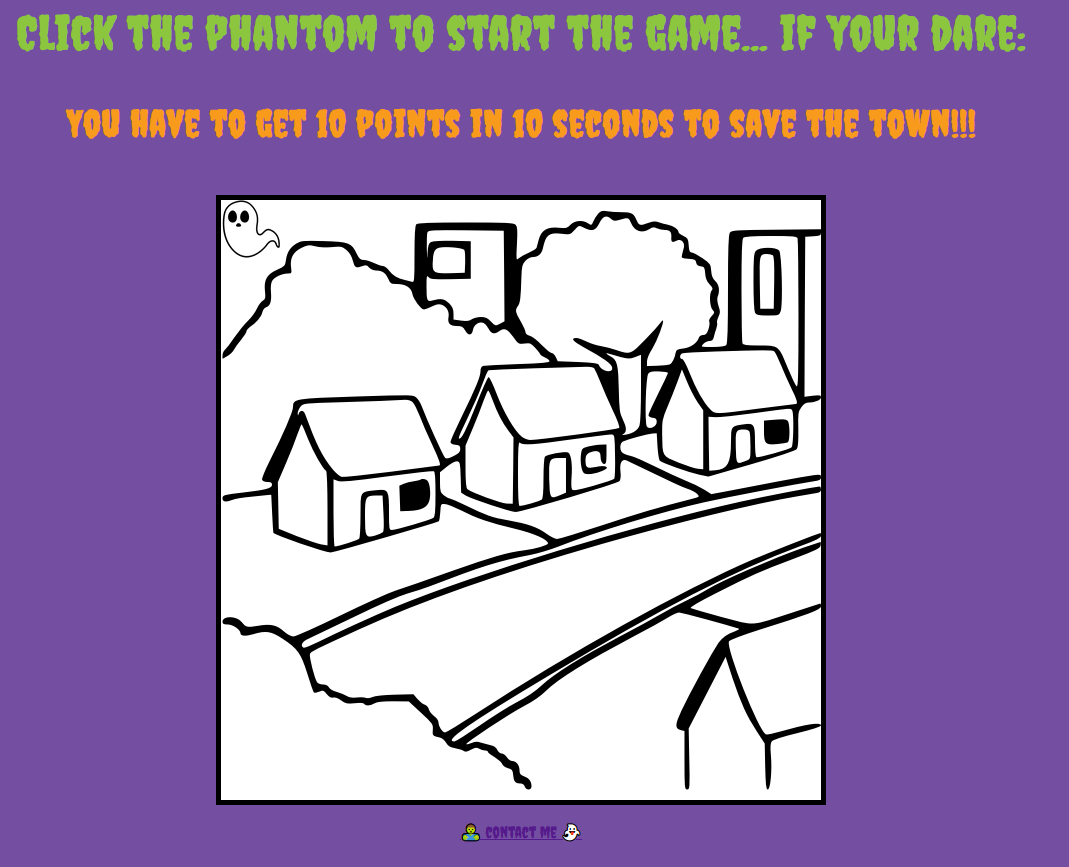 CLICK THE PHANTOM TO START THE GAME... IF YOUR DARE:
YOU HAVE TO GET 10 POINTS IN 10 SECONDS TO SAVE THE TOWN!!!
🧟‍♂️ CONTACT ME 👻